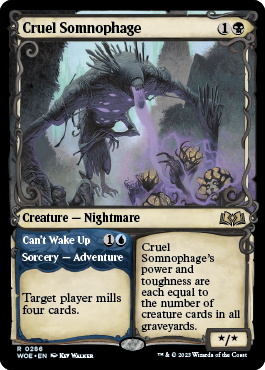 Cruel Somnophage 1
Creature — Nightmare
Can't Wake Up 1
Sorcery — Adventure
Target player mills
four cards.
Cruel
Somnophage's
power and
toughness are
each equal to
the number of
creature cards in all
graveyards.
*/*
R 0286
WOE • EN Kev Walker
™ & © 2023 Wizards of the Coast